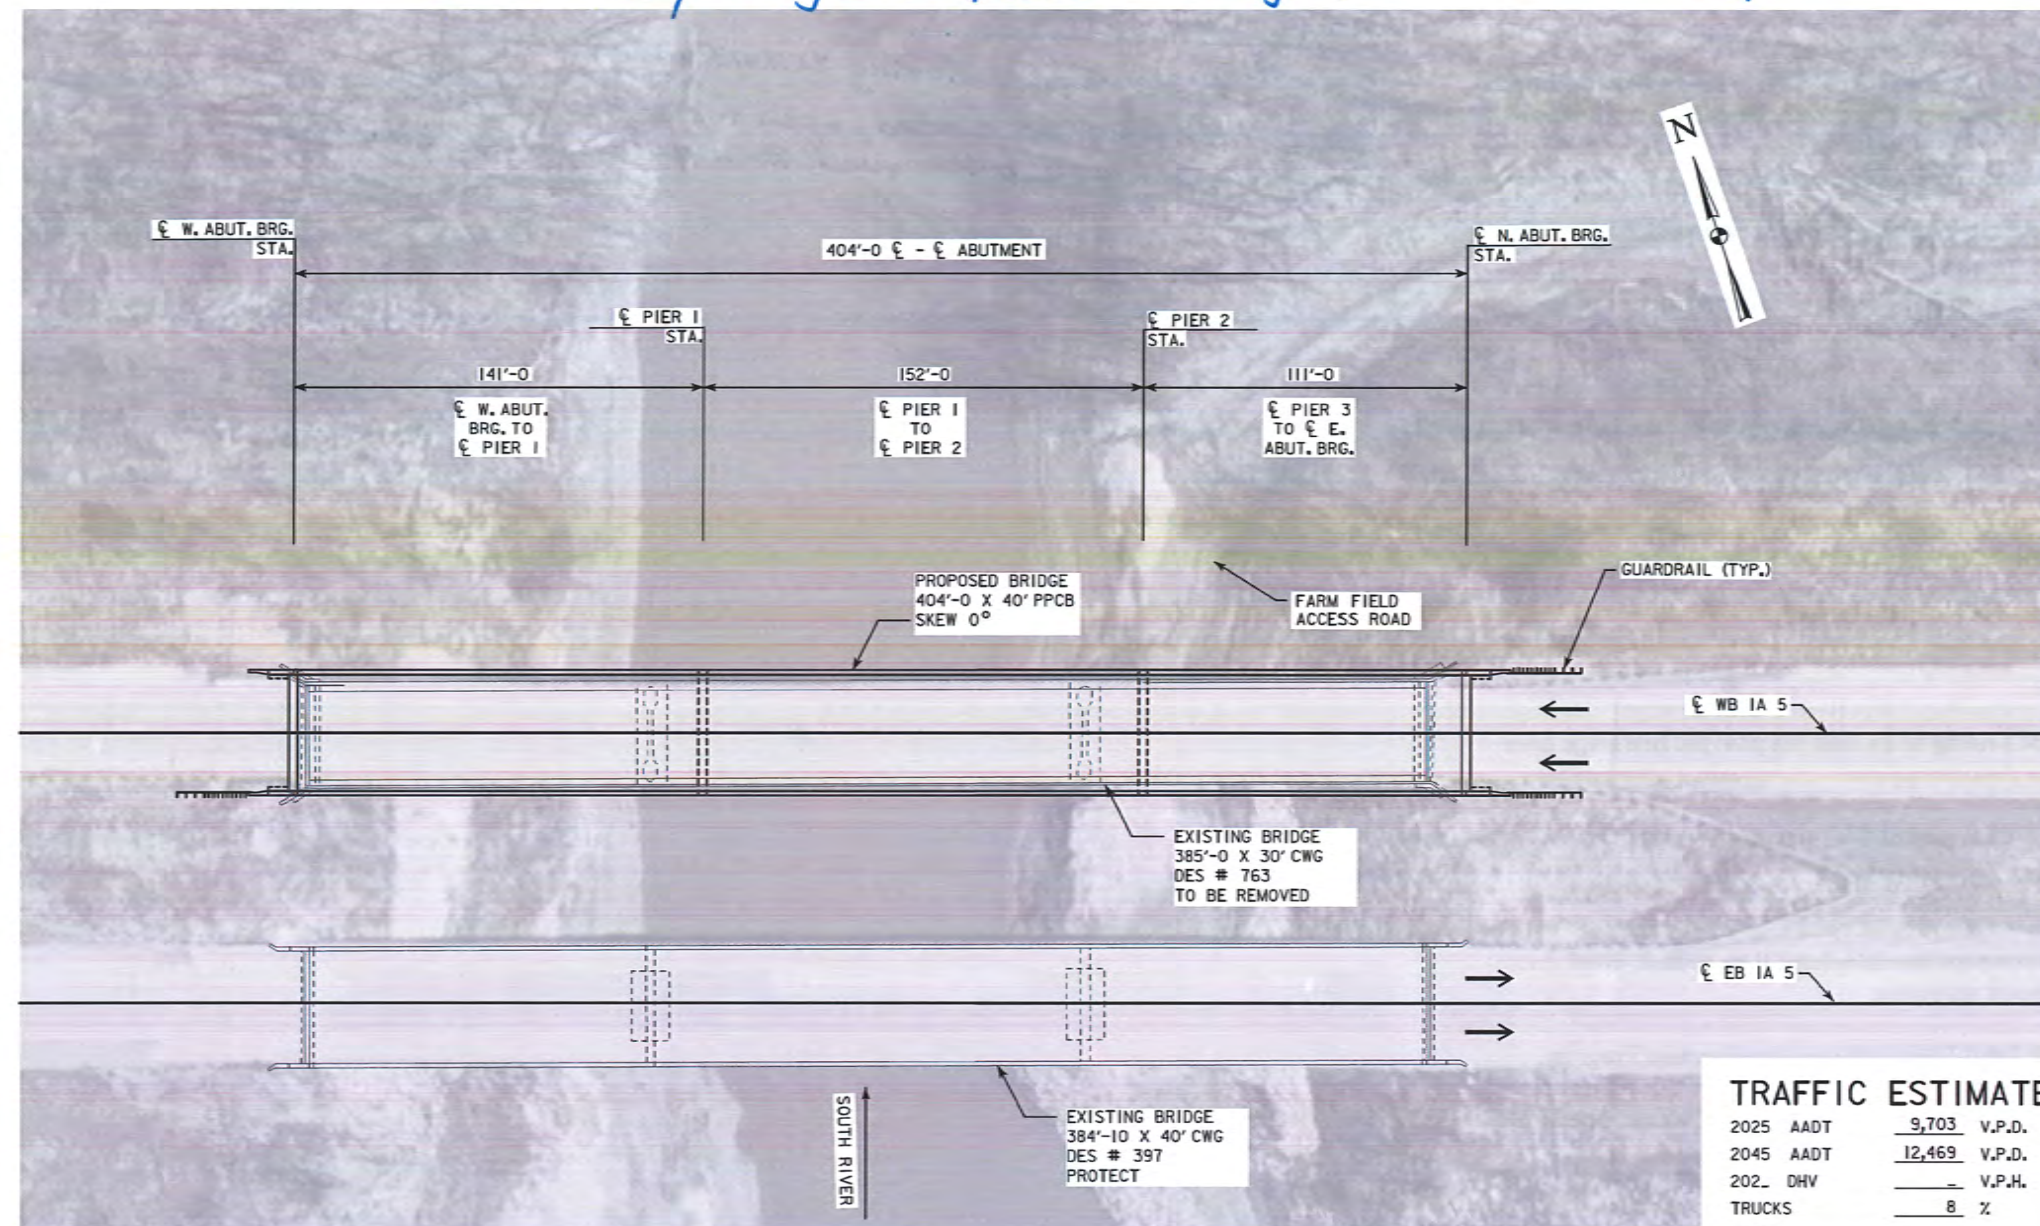 N
℄ W. ABUT. BRG.
STA.
404'-0 ℄ - ℄ ABUTMENT
℄ N. ABUT. BRG.
STA.
℄ PIER 1
STA.
℄ PIER 2
STA.
141'-0
152'-0
111'-0
℄ W. ABUT.
BRG. TO
℄ PIER 1
℄ PIER 1
TO
℄ PIER 2
℄ PIER 3
TO ℄ E.
ABUT. BRG.
PROPOSED BRIDGE
404'-0 X 40' PPCB
SKEW 0°
FARM FIELD
ACCESS ROAD
GUARDRAIL (TYP.)
℄ WB IA 5
EXISTING BRIDGE
385'-0 X 30' CWG
DES # 763
TO BE REMOVED
℄ EB IA 5
SOUTH RIVER
EXISTING BRIDGE
384'-10 X 40' CWG
DES # 397
PROTECT
TRAFFIC ESTIMATE
2025 AADT 9,703 V.P.D.
2045 AADT 12,469 V.P.D.
202_ DHV - V.P.H.
TRUCKS 8 %